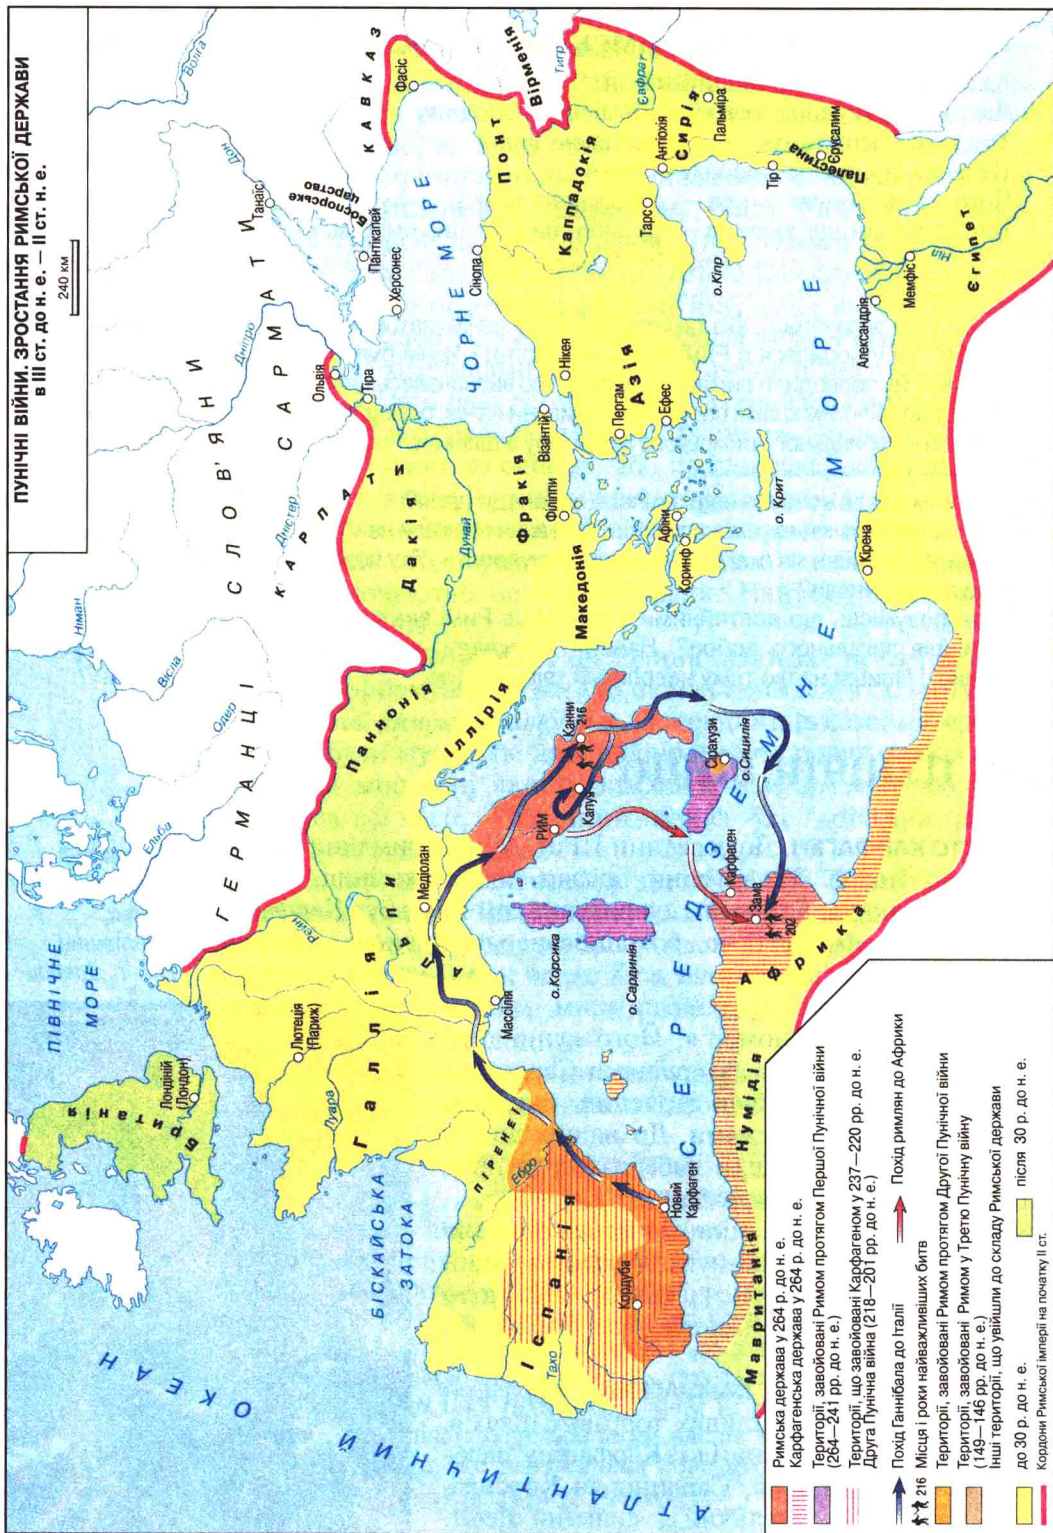 ПУНІЧНІ ВІЙНИ. ЗРОСТАННЯ РИМСЬКОЇ ДЕРЖАВИ
в III ст. до н. е. – II ст. н. е.
240 км
АТЛАНТИЧНИЙ ОКЕАН
ПІВНІЧНЕ
МОРЕ
Британія
Лондіній
(Лондон)
БІСКАЙСЬКА
ЗАТОКА
Лютеція
(Париж)
Луара
Галлія
Рейн
ГЕРМАНЦІ
Ельба
Одер
Вісла
Німан
СЛОВ'ЯНИ
САРМАТИ
КАРПАТИ
Дністер
Дніпро
Дон
Волга
Танаїс
Боспорське
царство
Пантікапей
Херсонес
Ольвія
Тіра
КАВКАЗ
Фасіс
ЧОРНЕ МОРЕ
Сінопа
Понт
Вірменія
Тигр
Євфрат
Каппадокія
Сирія
Антіохія
Пальміра
Тарс
Тір
Єрусалим
Палестина
о.Кіпр
Азія
Нікея
Пергам
Ефес
Візантій
Фракія
Філіппи
Македонія
Дакія
Дунай
Паннонія
Іллірія
Афіни
Коринф
о. Крит
АЛЬПИ
Медіолан
Массілія
РИМ
Капуя
Канни
216
о.Корсика
о.Сардинія
Сіракузи
о.Сицилія
Карфаген
Зама
202
СЕРЕДЗЕМНЕ МОРЕ
ПІРЕНЕЇ
Ебро
Іспанія
Тахо
Кордуба
Новий
Карфаген
Мавританія
Нумідія
Африка
Кірена
Александрія
Мемфіс
Ніл
Єгипет
Римська держава у 264 р. до н. е.
Карфагенська держава у 264 р. до н. е.
Території, завойовані Римом протягом Першої Пунічної війни
(264–241 рр. до н. е.)
Території, що завойовані Карфагеном у 237–220 рр. до н. е.
Друга Пунічна війна (218–201 рр. до н. е.)
Похід Ганнібала до Італії
Похід римлян до Африки
216 Місця і роки найважливіших битв
Території, завойовані Римом протягом Другої Пунічної війни
Території, завойовані Римом у Третю Пунічну війну
(149–146 рр. до н. е.)
Інші території, що увійшли до складу Римської держави
до 30 р. до н. е.
після 30 р. до н. е.
Кордони Римської імперії на початку II ст.